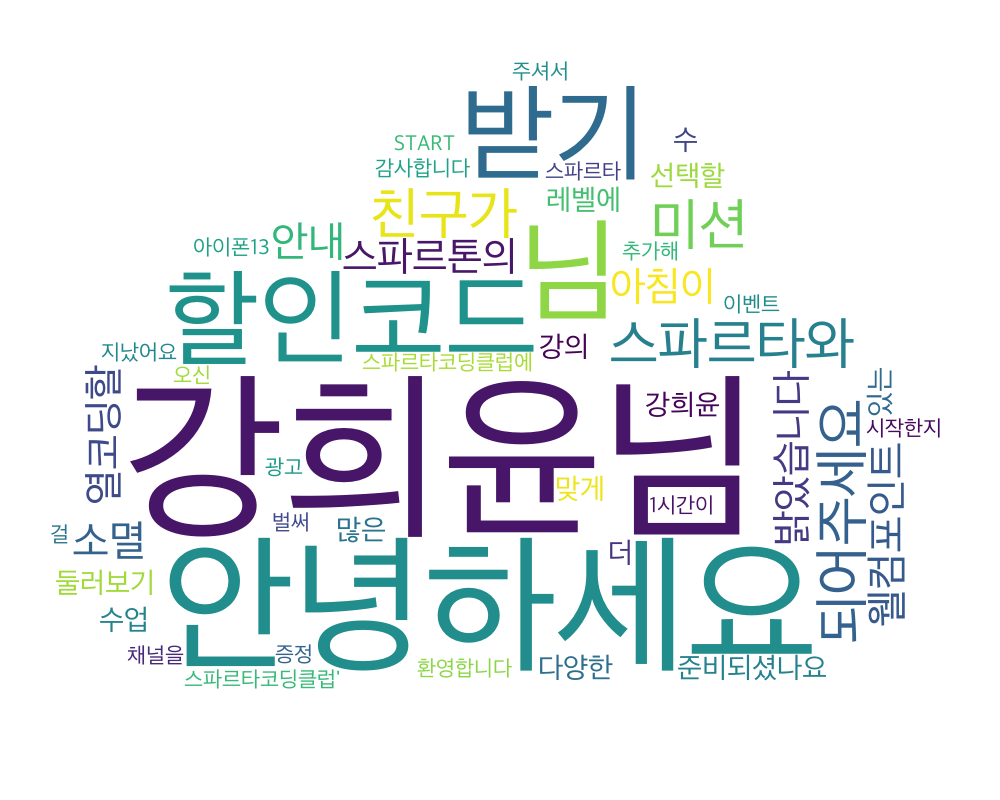 주셔서
받기
START
수
감사합니다
스파르타
선택할
친구가
레벨에
미션
님
아이폰13
안내
스파르톤의
추가해
할인코드
아침이
이벤트
지났어요
스파르타코딩클럽에
강의
스파르타와
오신
열코딩할
강희윤님
강희윤
밝았습니다
되어주세요
있는
시작한지
광고
맞게
1시간이
웰컴포인트
걸
소멸
벌써
많은
더
안녕하세요
둘러보기
수업
채널을
증정
환영합니다
다양한
준비되셨나요
스파르타코딩클럽'